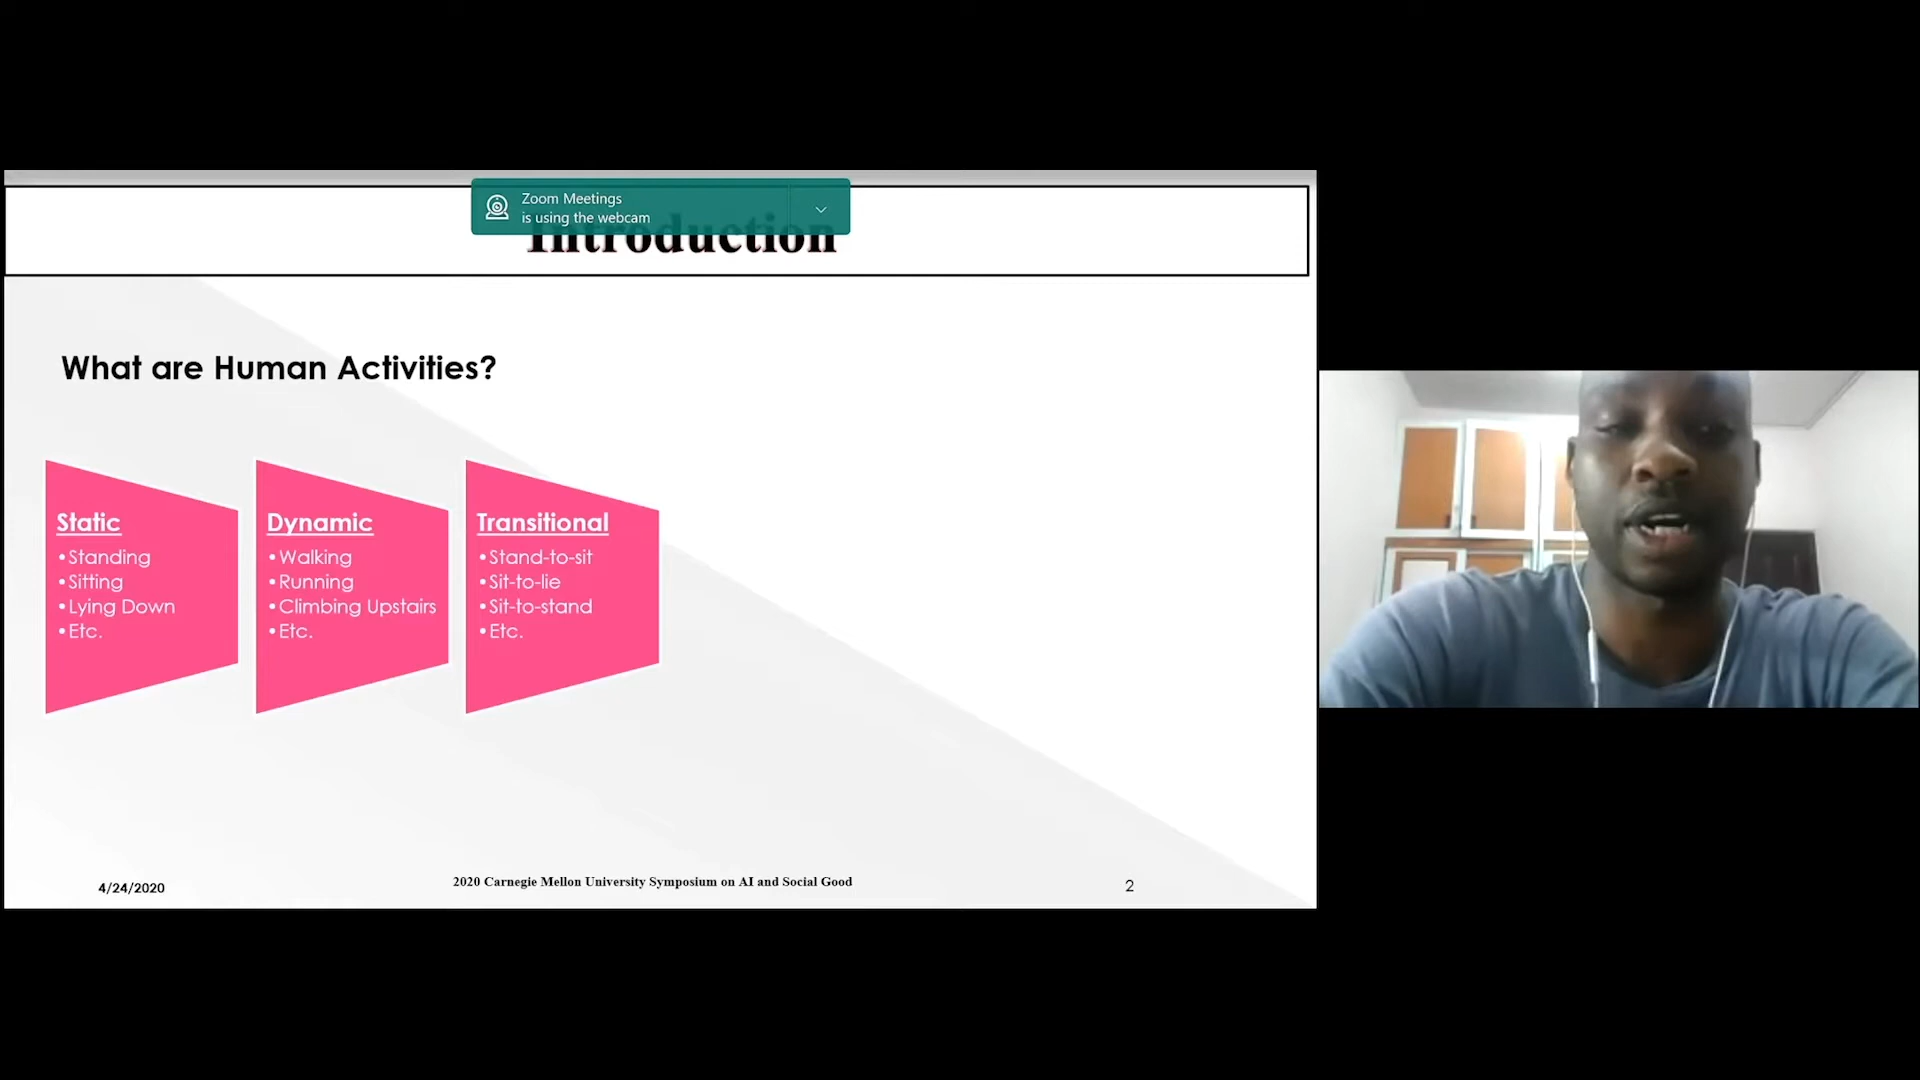 Zoom Meetings
is using the webcam
Introduction
What are Human Activities?
Static
•Standing
•Sitting
•Lying Down
•Etc.
Dynamic
•Walking
•Running
•Climbing Upstairs
•Etc.
Transitional
•Stand-to-sit
•Sit-to-lie
•Sit-to-stand
•Etc.
4/24/2020
2020 Carnegie Mellon University Symposium on AI and Social Good
2